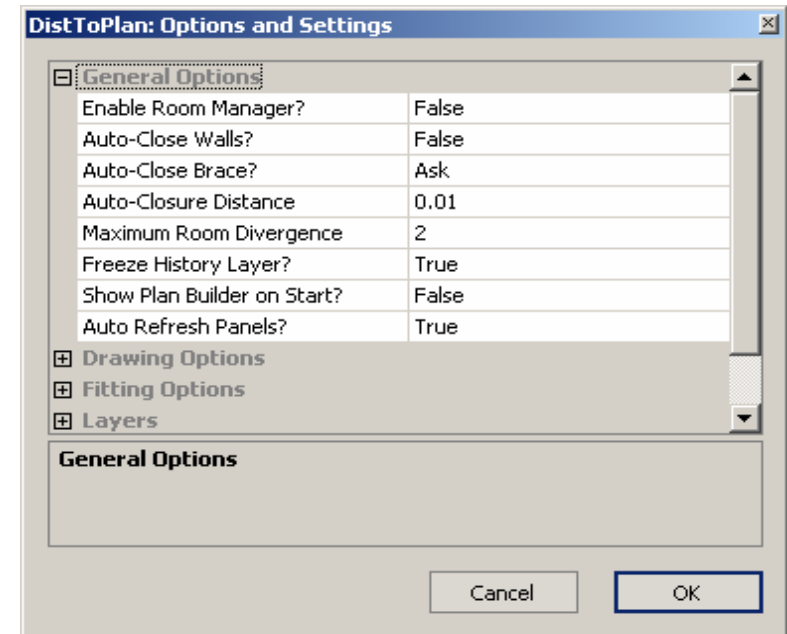 DistToPlan: Options and Settings
General Options
Enable Room Manager? False
Auto-Close Walls? False
Auto-Close Brace? Ask
Auto-Closure Distance 0.01
Maximum Room Divergence 2
Freeze History Layer? True
Show Plan Builder on Start? False
Auto Refresh Panels? True
Drawing Options
Fitting Options
Layers
General Options
Cancel OK